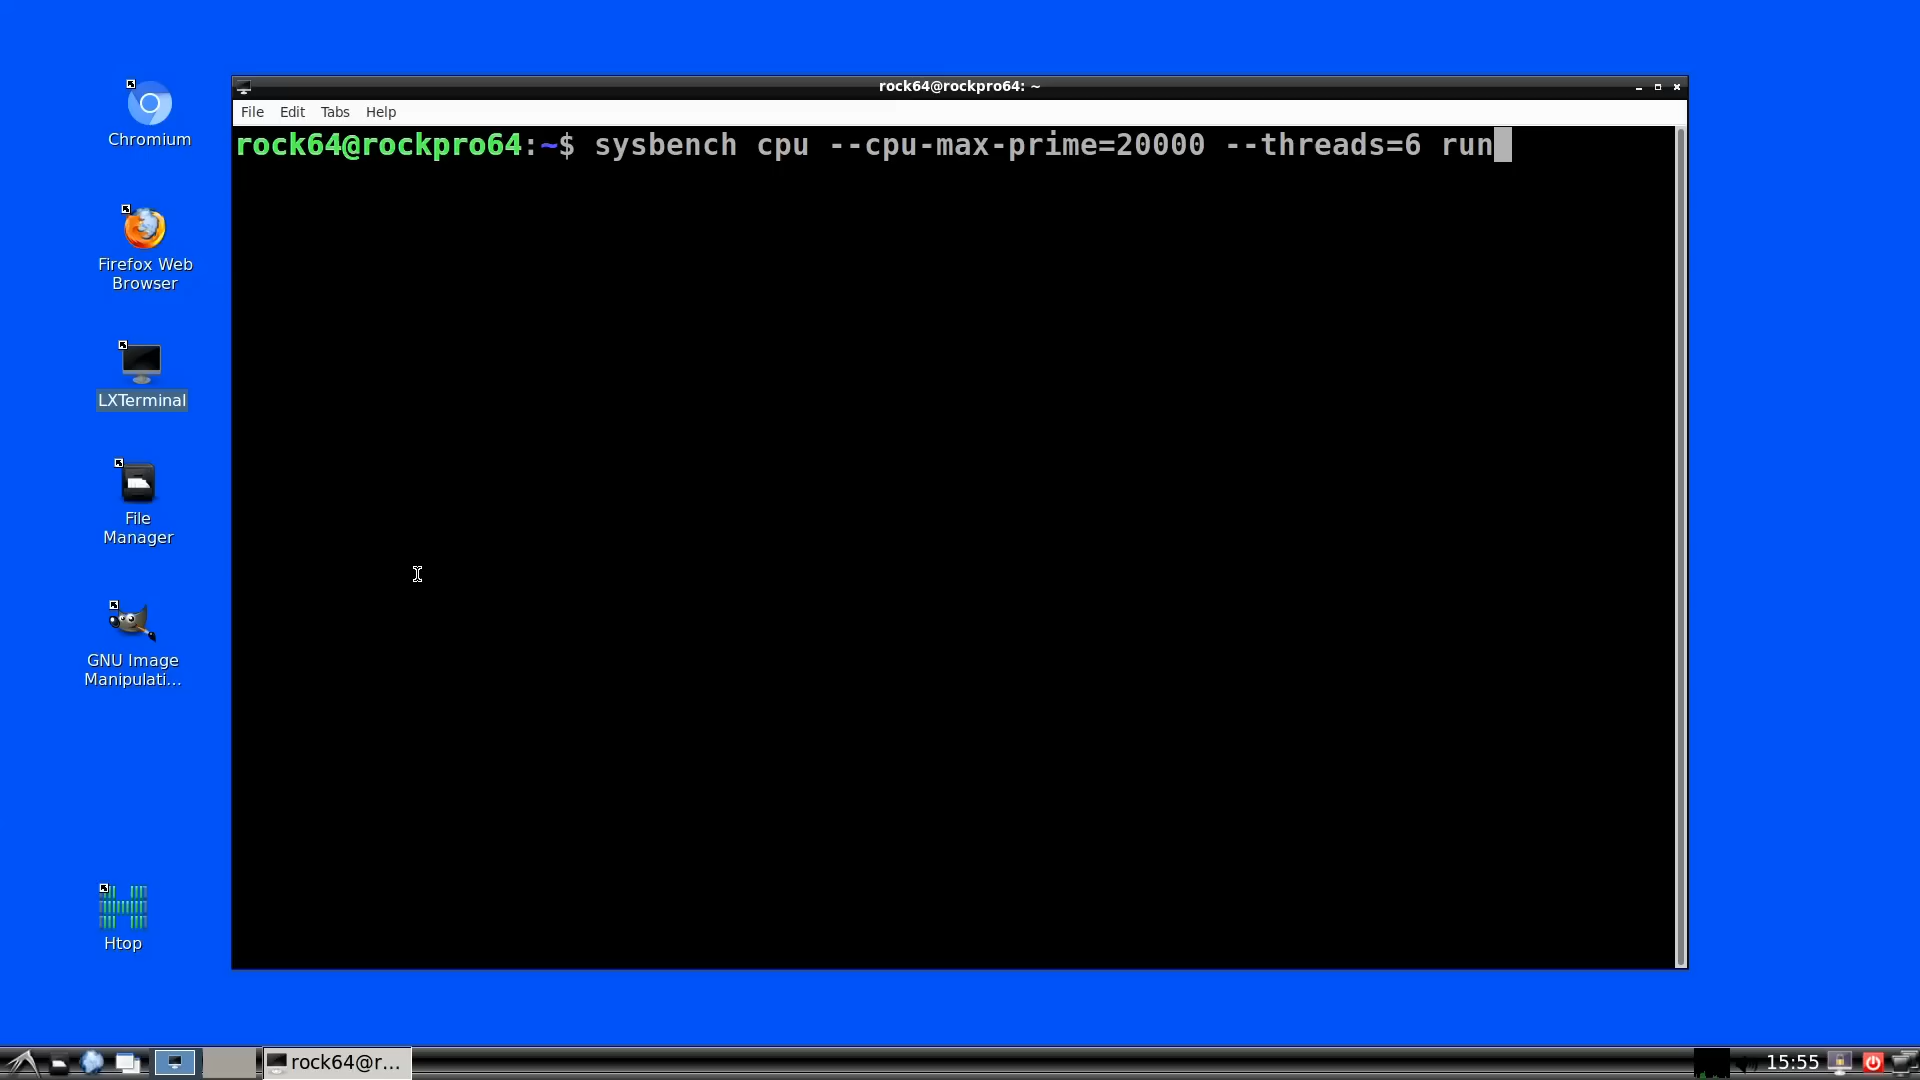 rock64@rockpro64: ~
File Edit Tabs Help
rock64@rockpro64:~$ sysbench cpu --cpu-max-prime=20000 --threads=6 run
Chromium
Firefox Web
Browser
LXTerminal
File
Manager
GNU Image
Manipulati...
Htop
rock64@r...
15:55